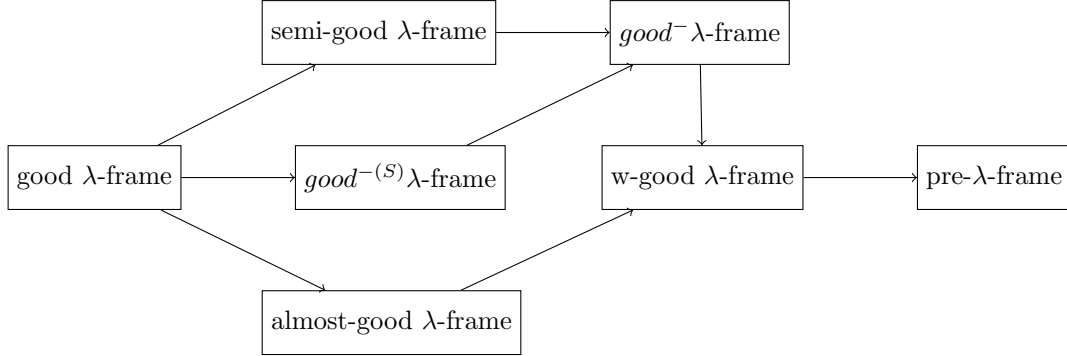 semi-good λ-frame
good⁻λ-frame
good λ-frame
good⁻⁽ˢ⁾λ-frame
w-good λ-frame
pre-λ-frame
almost-good λ-frame